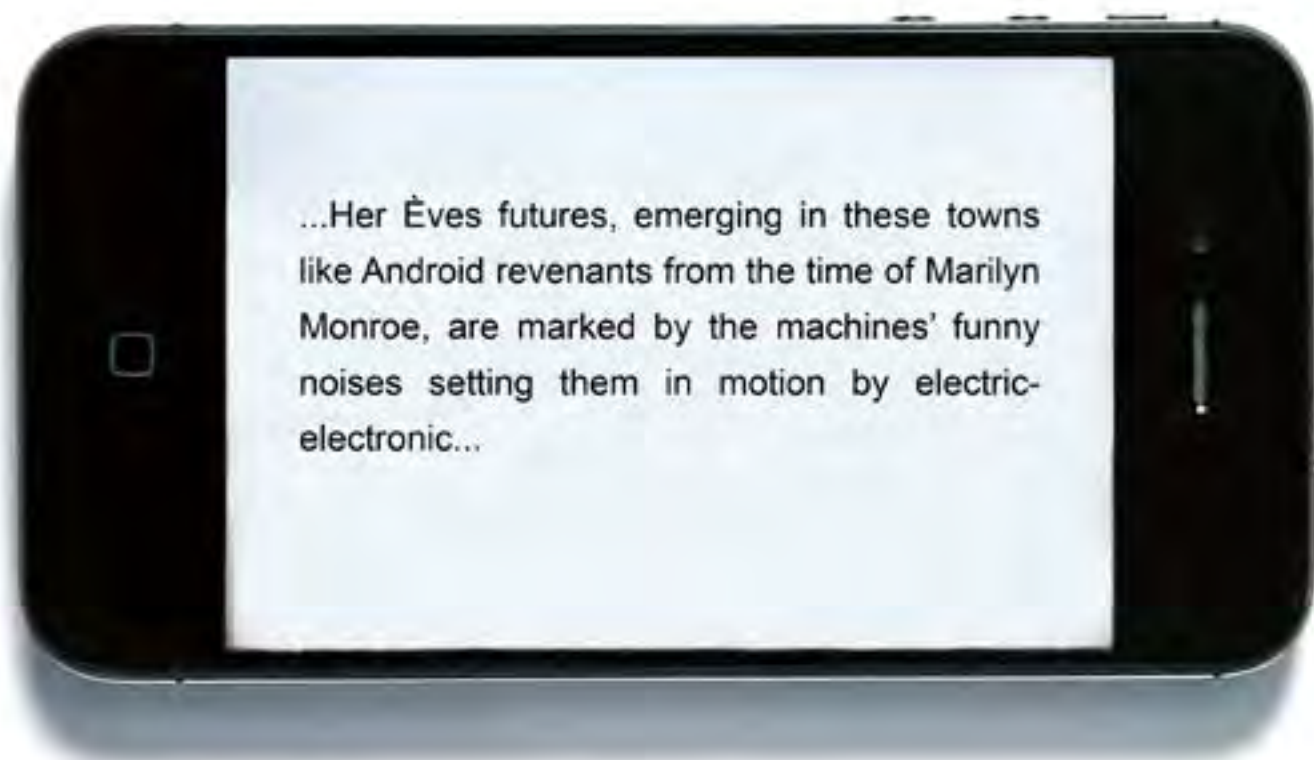 ...Her Èves futures, emerging in these towns
like Android revenants from the time of Marilyn
Monroe, are marked by the machines’ funny
noises setting them in motion by electric-
electronic...